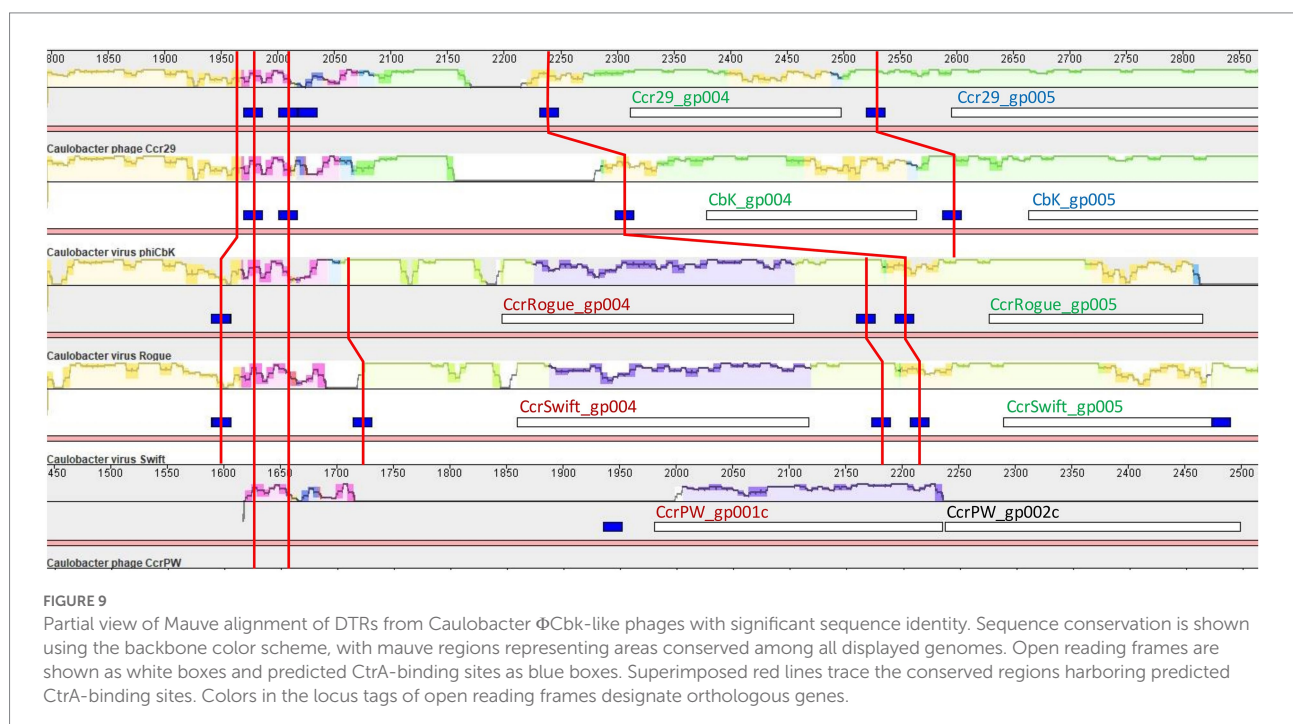 800 1850 1900 1950 2000 2050 2100 2150 2200 2250 2300 2350 2400 2450 2500 2550 2600 2650 2700 2750 2800 2850
Ccr29_gp004 Ccr29_gp005
Caulobacter phage Ccr29
CbK_gp004 CbK_gp005
Caulobacter virus phiCbK
CcrRogue_gp004 CcrRogue_gp005
Caulobacter virus Rogue
CcrSwift_gp004 CcrSwift_gp005
Caulobacter virus Swift
450 1500 1550 1600 1650 1700 1750 1800 1850 1900 1950 2000 2050 2100 2150 2200 2250 2300 2350 2400 2450 2500
CcrPW_gp001c CcrPW_gp002c
Caulobacter phage CcrPW
FIGURE 9
Partial view of Mauve alignment of DTRs from Caulobacter ΦCbk-like phages with significant sequence identity. Sequence conservation is shown
using the backbone color scheme, with mauve regions representing areas conserved among all displayed genomes. Open reading frames are
shown as white boxes and predicted CtrA-binding sites as blue boxes. Superimposed red lines trace the conserved regions harboring predicted
CtrA-binding sites. Colors in the locus tags of open reading frames designate orthologous genes.